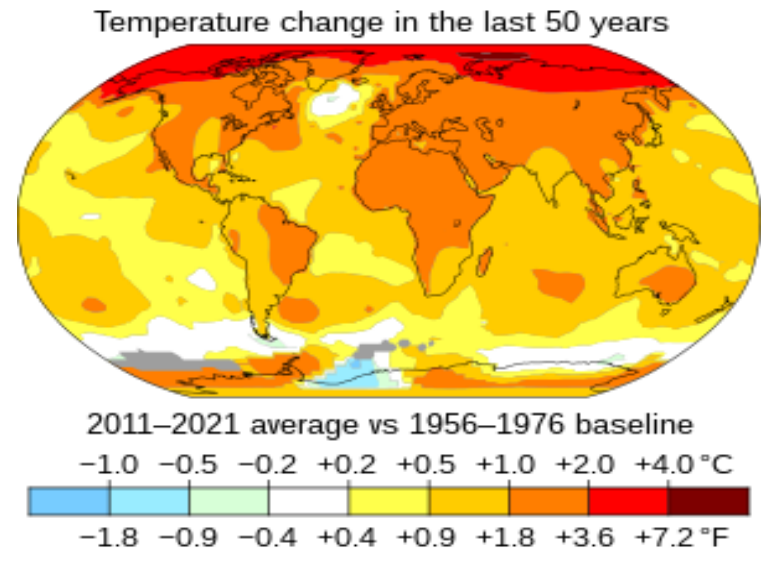 Temperature change in the last 50 years
2011–2021 average vs 1956–1976 baseline
−1.0 −0.5 −0.2 +0.2 +0.5 +1.0 +2.0 +4.0 °C
−1.8 −0.9 −0.4 +0.4 +0.9 +1.8 +3.6 +7.2 °F